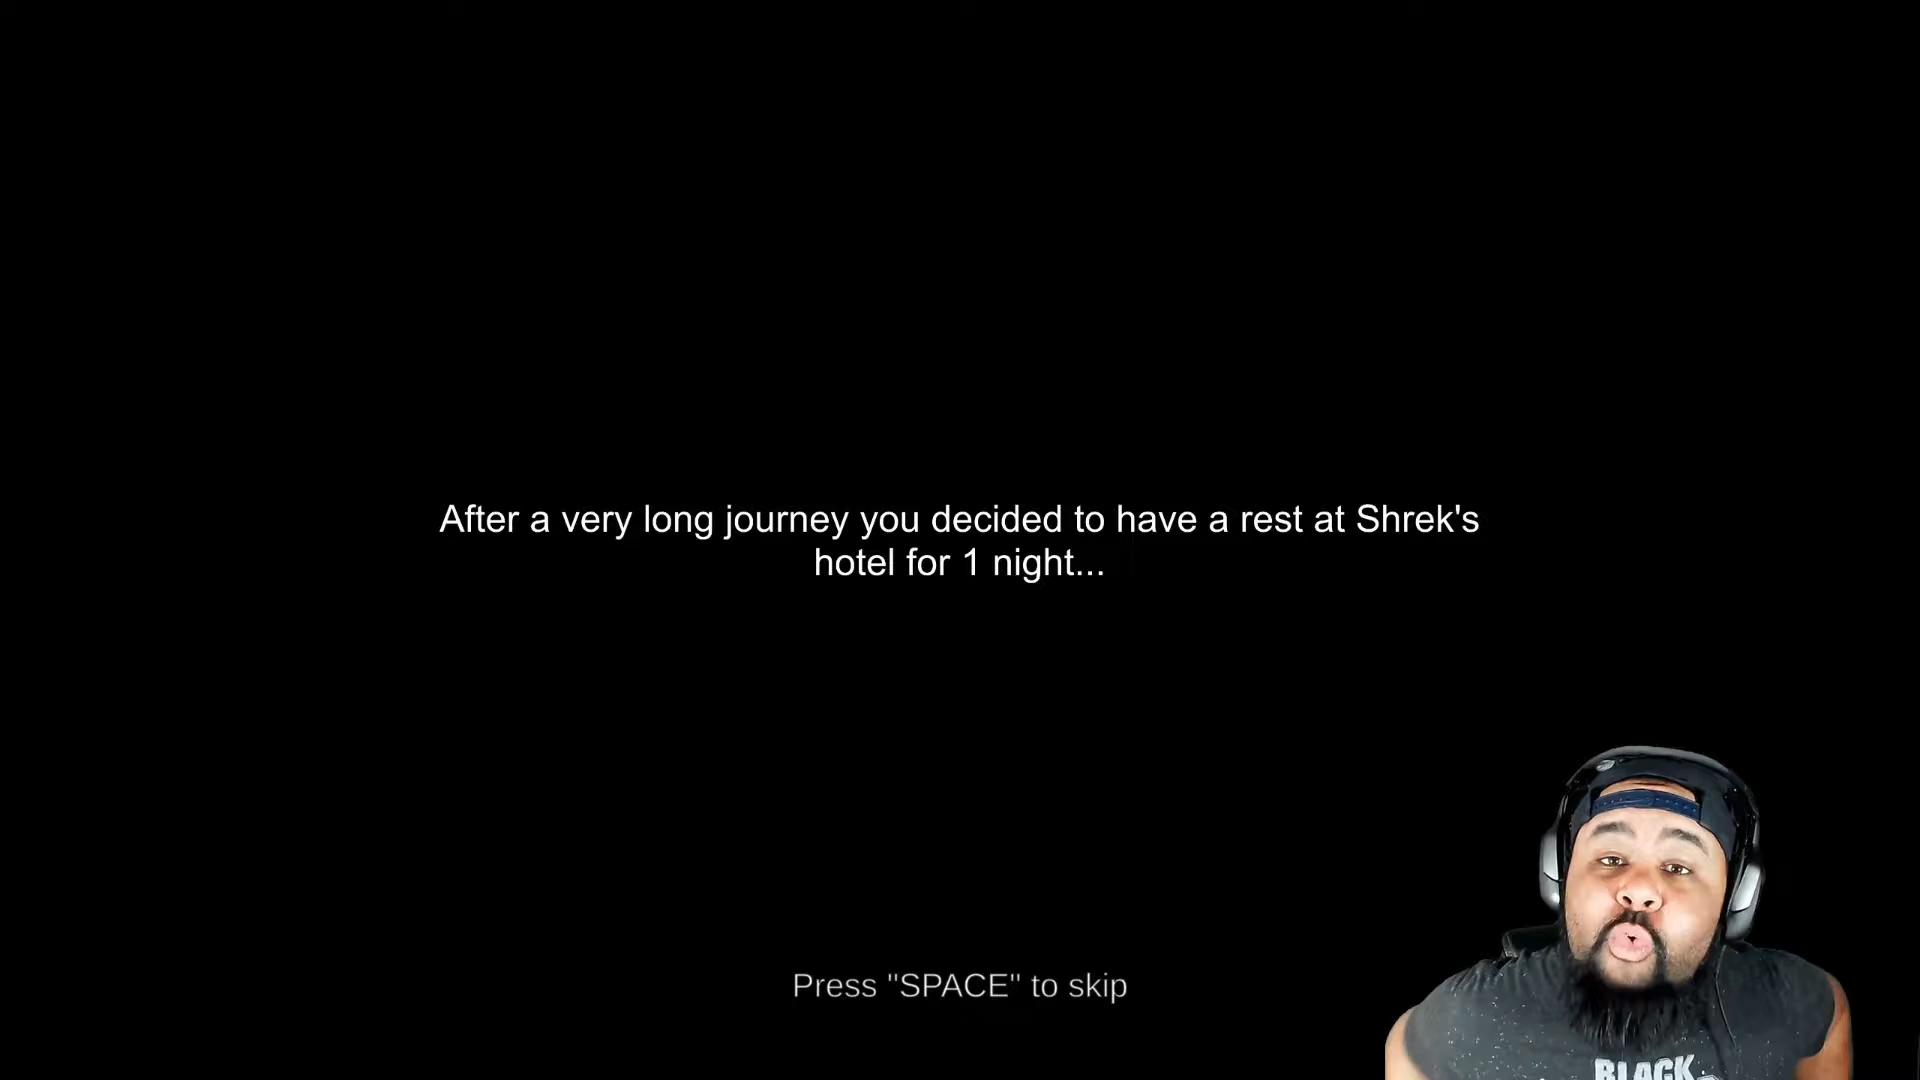 After a very long journey you decided to have a rest at Shrek's
hotel for 1 night...
Press "SPACE" to skip
BLACK